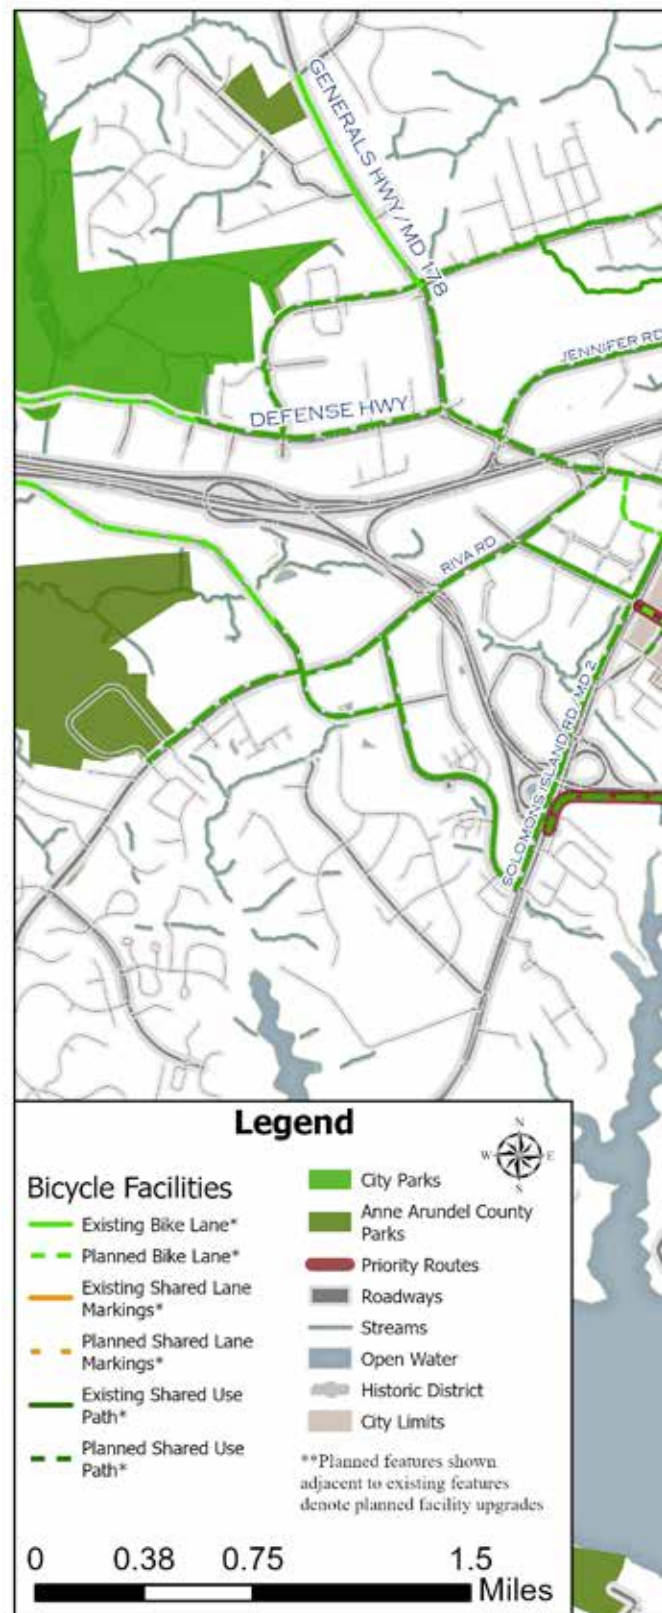 GENERALS HWY/MD 178
JENNIFER RD
DEFENSE HWY
RIVA RD
SOLOMONS ISLAND RD/MD 2
Legend
N
W E
S
Bicycle Facilities
Existing Bike Lane*
Planned Bike Lane*
Existing Shared Lane
Markings*
Planned Shared Lane
Markings*
Existing Shared Use
Path*
Planned Shared Use
Path*
City Parks
Anne Arundel County
Parks
Priority Routes
Roadways
Streams
Open Water
Historic District
City Limits
**Planned features shown
adjacent to existing features
denote planned facility upgrades
0 0.38 0.75 1.5
Miles